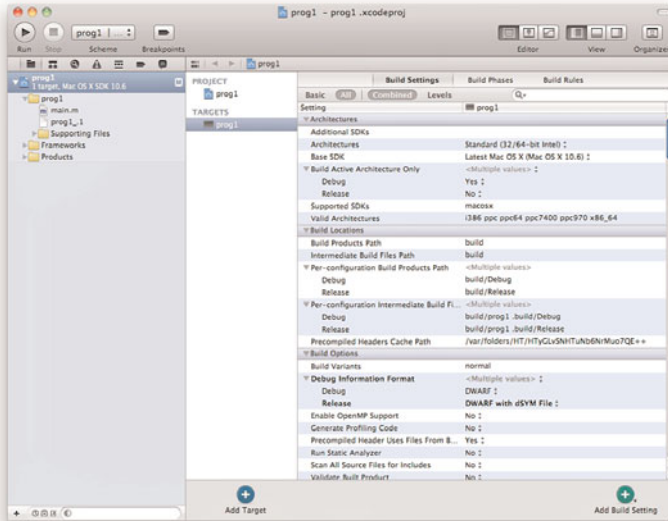 prog1 - prog1 .xcodeproj
prog1 | ...
Run Stop Scheme Breakpoints Editor View Organizer
prog1
prog1
1 target, Mac OS X SDK 10.6
M
prog1
main.m
prog1_.1
Supporting Files
Frameworks
Products
PROJECT
prog1
TARGETS
prog1
Build Settings Build Phases Build Rules
Basic All Combined Levels
Setting prog1
Architectures
Additional SDKs
Architectures Standard (32/64-bit Intel)
Base SDK Latest Mac OS X (Mac OS X 10.6)
Build Active Architecture Only <Multiple values>
Debug Yes
Release No
Supported SDKs macosx
Valid Architectures i386 ppc ppc64 ppc7400 ppc970 x86_64
Build Locations
Build Products Path build
Intermediate Build Files Path build
Per-configuration Build Products Path <Multiple values>
Debug build/Debug
Release build/Release
Per-configuration Intermediate Build Fi... <Multiple values>
Debug build/prog1 .build/Debug
Release build/prog1 .build/Release
Precompiled Headers Cache Path /var/folders/HT/HTyGLvSNHTuNb6NrMuo7QE++
Build Options
Build Variants normal
Debug Information Format <Multiple values>
Debug DWARF
Release DWARF with dSYM File
Enable OpenMP Support No
Generate Profiling Code No
Precompiled Header Uses Files From B... Yes
Run Static Analyzer No
Scan All Source Files for Includes No
Validate Built Product No
Add Target Add Build Setting